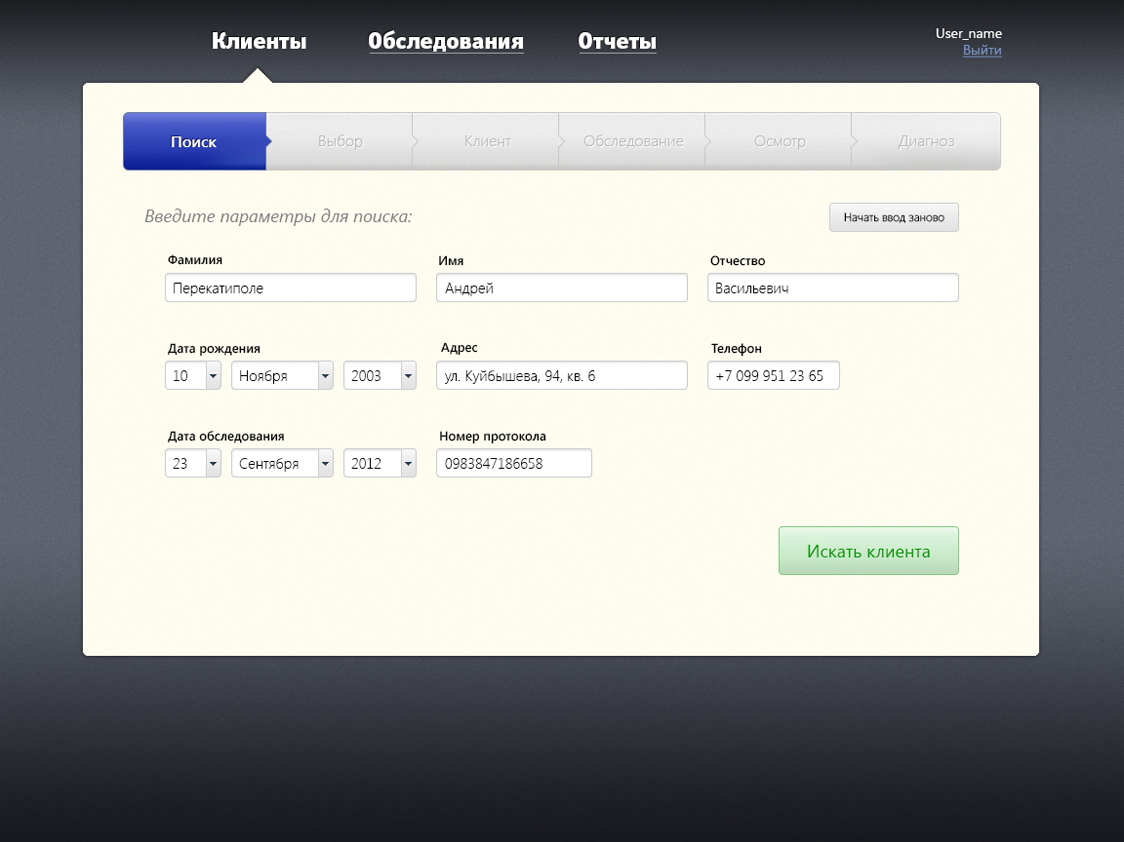 Клиенты Обследования Отчеты
User_name
Выйти
Поиск Выбор Клиент Обследование Осмотр Диагноз
Введите параметры для поиска: Начать ввод заново
Фамилия Имя Отчество
Перекатиполе Андрей Васильевич
Дата рождения Адрес Телефон
10 Ноября 2003 ул. Куйбышева, 94, кв. 6 +7 099 951 23 65
Дата обследования Номер протокола
23 Сентября 2012 0983847186658
Искать клиента